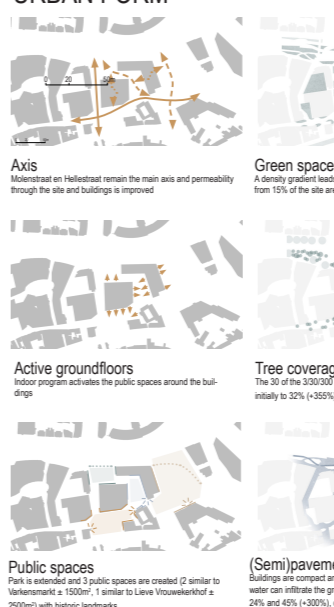 URBAN FORM
0 20 50m
Axis
Molenstraat en Hellestraat remain the main axis and permeability
through the site and buildings is improved
Green space
A density gradient leads
from 15% of the site are
Active groundfloors
Indoor program activates the public spaces around the buil-
dings
Tree coverag
The 30 of the 3/30/300
initially to 32% (+355%)
Public spaces
Park is extended and 3 public spaces are created (2 similar to
Varkensmarkt ± 1500m², 1 similar to Lieve Vrouwekerkhof ±
2500m²) with historic landmarks
(Semi)paveme
Buildings are compact a
water can infiltrate the g
24% and 45% (+300%),